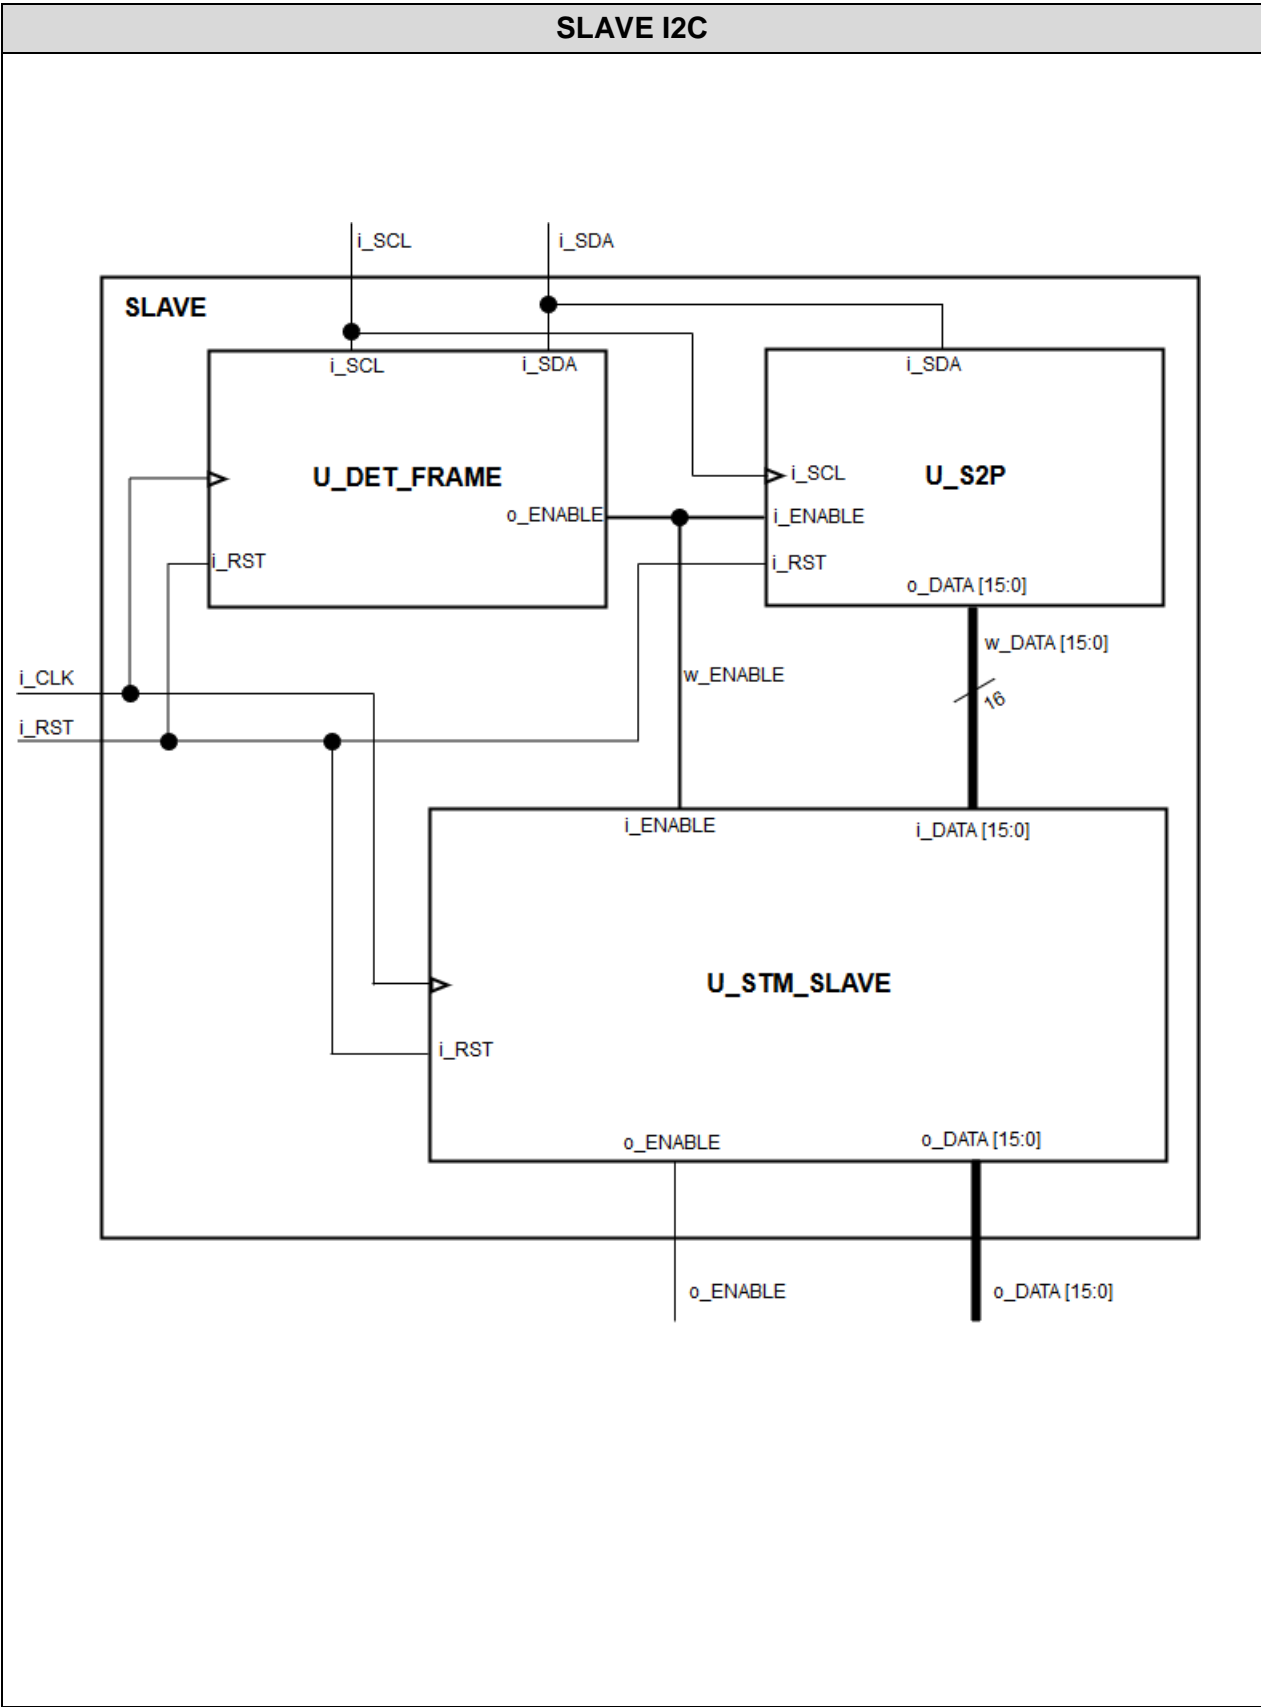 SLAVE I2C
i_SCL
i_SDA
SLAVE
i_SCL
i_SDA
i_SDA
U_DET_FRAME
i_SCL
U_S2P
o_ENABLE
i_ENABLE
i_RST
i_RST
o_DATA [15:0]
w_DATA [15:0]
i_CLK
w_ENABLE
16
i_RST
i_ENABLE
i_DATA [15:0]
U_STM_SLAVE
i_RST
o_ENABLE
o_DATA [15:0]
o_ENABLE
o_DATA [15:0]